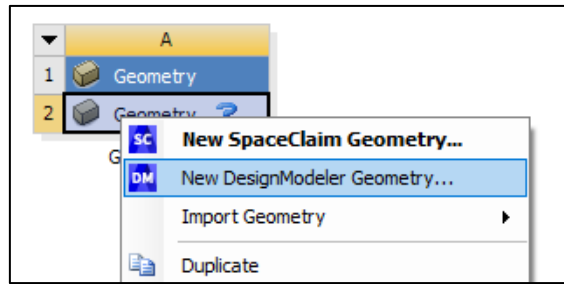 A
1 Geometry
2 Geometry ?
G
SC New SpaceClaim Geometry...
DM New DesignModeler Geometry...
Import Geometry
Duplicate